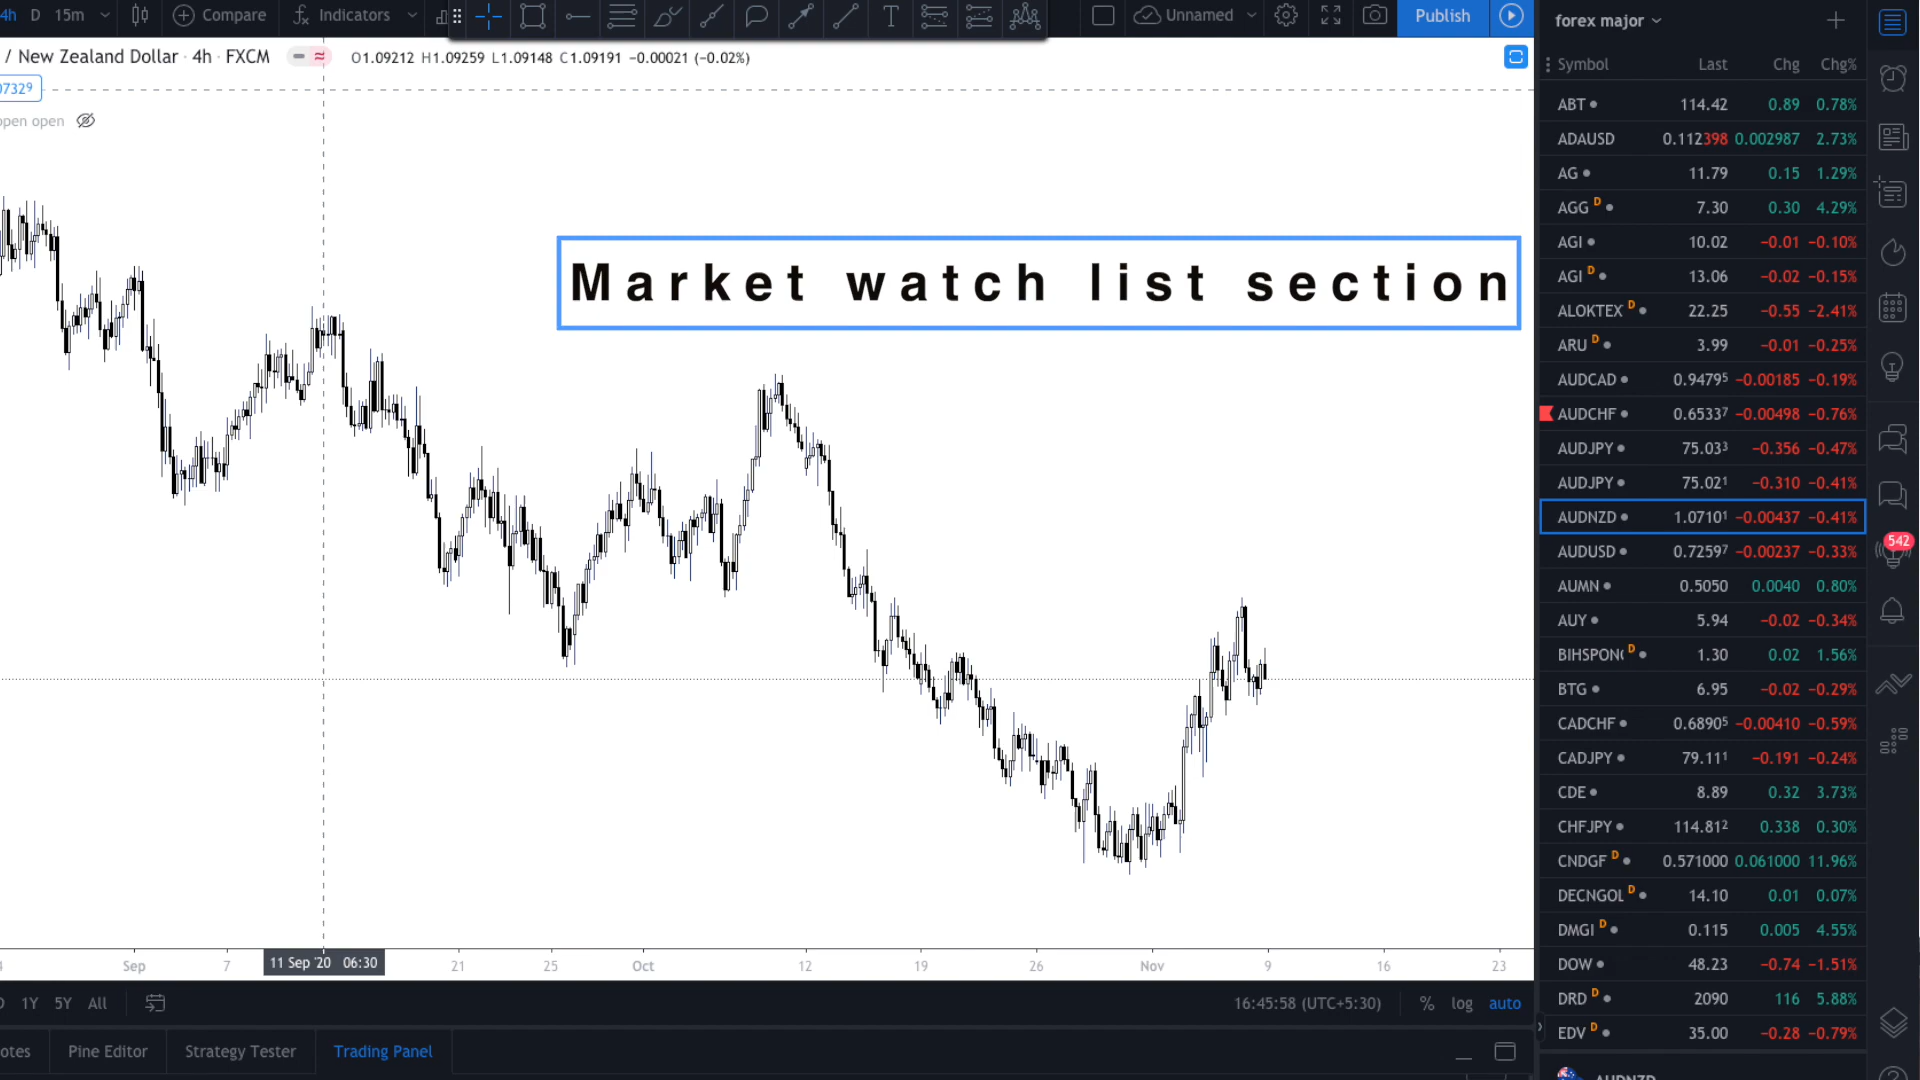 4h D 15m Compare Indicators Unnamed Publish
forex major
/ New Zealand Dollar · 4h · FXCM O1.09212 H1.09259 L1.09148 C1.09191 −0.00021 (−0.02%)
07329
open open
Symbol Last Chg Chg%
ABT 114.42 0.89 0.78%
ADAUSD 0.112398 0.002987 2.73%
AG 11.79 0.15 1.29%
AGG D 7.30 0.30 4.29%
AGI 10.02 −0.01 −0.10%
AGI D 13.06 −0.02 −0.15%
ALOKTEX D 22.25 −0.55 −2.41%
ARU D 3.99 −0.01 −0.25%
AUDCAD 0.94795 −0.00185 −0.19%
AUDCHF 0.65337 −0.00498 −0.76%
AUDJPY 75.033 −0.356 −0.47%
AUDJPY 75.021 −0.310 −0.41%
AUDNZD 1.07101 −0.00437 −0.41%
AUDUSD 0.72597 −0.00237 −0.33%
542
AUMN 0.5050 0.0040 0.80%
AUY 5.94 −0.02 −0.34%
BIHSPON D 1.30 0.02 1.56%
BTG 6.95 −0.02 −0.29%
CADCHF 0.68905 −0.00410 −0.59%
CADJPY 79.111 −0.191 −0.24%
CDE 8.89 0.32 3.73%
CHFJPY 114.812 0.338 0.30%
CNDGF D 0.571000 0.061000 11.96%
DECNGOL D 14.10 0.01 0.07%
DMGI D 0.115 0.005 4.55%
DOW 48.23 −0.74 −1.51%
DRD D 2090 116 5.88%
EDV D 35.00 −0.28 −0.79%
AUDNZD
Market watch list section
Sep 7 11 Sep '20 06:30 21 25 Oct 12 19 26 Nov 9 16 23
1Y 5Y All 16:45:58 (UTC+5:30) % log auto
otes Pine Editor Strategy Tester Trading Panel